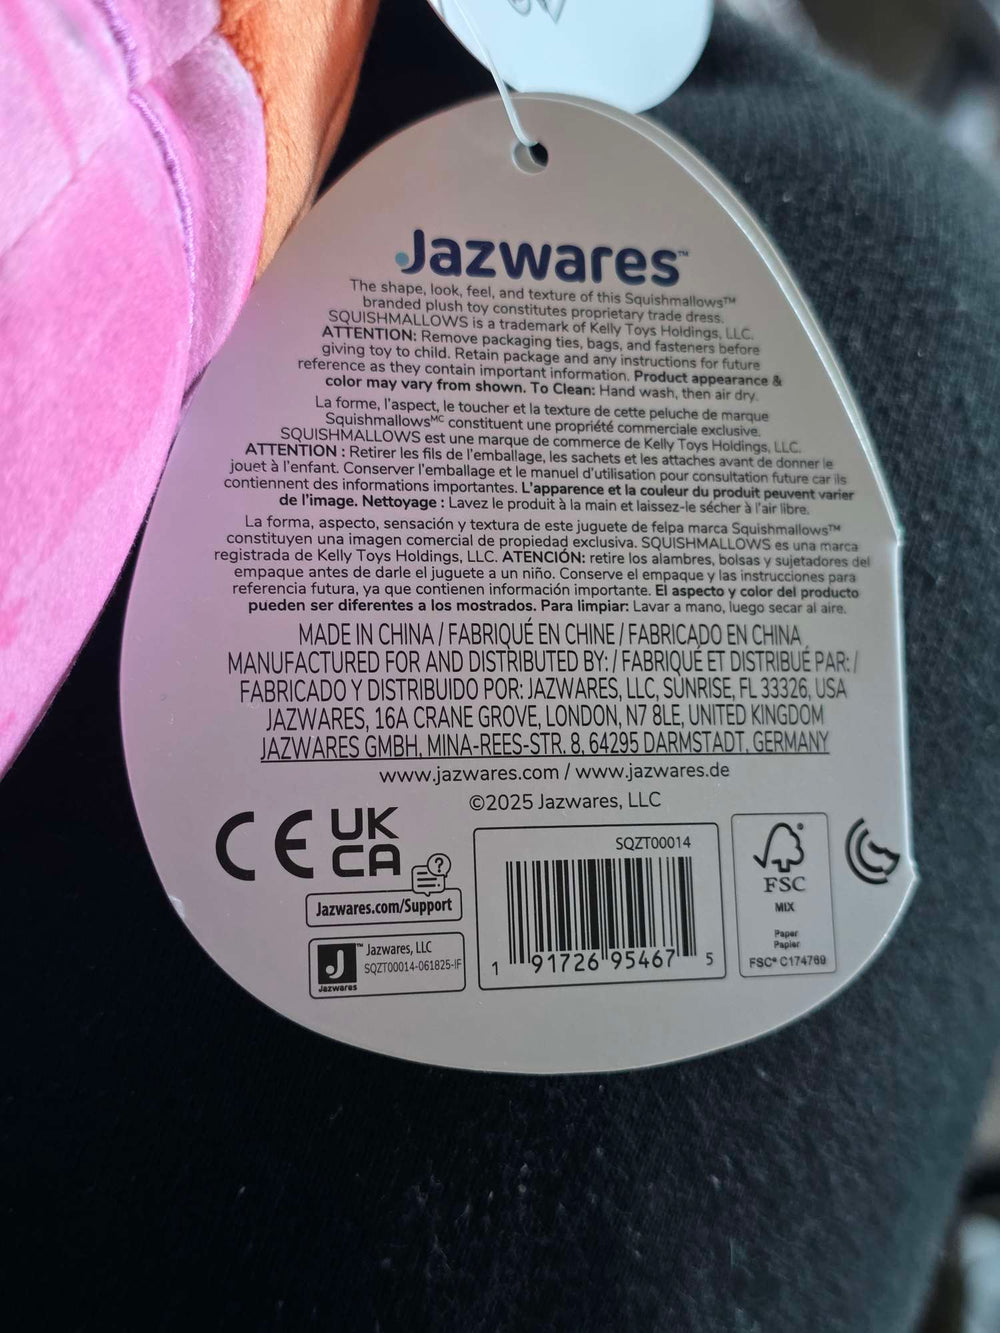 Jazwares™
The shape, look, feel, and texture of this Squishmallows™
branded plush toy constitutes proprietary trade dress.
SQUISHMALLOWS is a trademark of Kelly Toys Holdings, LLC.
ATTENTION: Remove packaging ties, bags, and fasteners before
giving toy to child. Retain package and any instructions for future
reference as they contain important information. Product appearance &
color may vary from shown. To Clean: Hand wash, then air dry.
La forme, l'aspect, le toucher et la texture de cette peluche de marque
Squishmallowsᴹᶜ constituent une propriété commerciale exclusive.
SQUISHMALLOWS est une marque de commerce de Kelly Toys Holdings, LLC.
ATTENTION : Retirer les fils de l'emballage, les sachets et les attaches avant de donner le
jouet à l'enfant. Conserver l'emballage et le manuel d'utilisation pour consultation future car ils
contiennent des informations importantes. L'apparence et la couleur du produit peuvent varier
de l'image. Nettoyage : Lavez le produit à la main et laissez-le sécher à l'air libre.
La forma, aspecto, sensación y textura de este juguete de felpa marca Squishmallows™
constituyen una imagen comercial de propiedad exclusiva. SQUISHMALLOWS es una marca
registrada de Kelly Toys Holdings, LLC. ATENCIÓN: retire los alambres, bolsas y sujetadores del
empaque antes de darle el juguete a un niño. Conserve el empaque y las instrucciones para
referencia futura, ya que contienen información importante. El aspecto y color del producto
pueden ser diferentes a los mostrados. Para limpiar: Lavar a mano, luego secar al aire.
MADE IN CHINA / FABRIQUÉ EN CHINE / FABRICADO EN CHINA
MANUFACTURED FOR AND DISTRIBUTED BY: / FABRIQUÉ ET DISTRIBUÉ PAR: /
FABRICADO Y DISTRIBUIDO POR: JAZWARES, LLC, SUNRISE, FL 33326, USA
JAZWARES, 16A CRANE GROVE, LONDON, N7 8LE, UNITED KINGDOM
JAZWARES GMBH, MINA-REES-STR. 8, 64295 DARMSTADT, GERMANY
www.jazwares.com / www.jazwares.de
©2025 Jazwares, LLC
CE
UK
CA
?
Jazwares.com/Support
J™
Jazwares
Jazwares, LLC
SQZT00014-061825-IF
SQZT00014
1 91726 95467 5
FSC
MIX
Paper
Papier
FSC® C174769